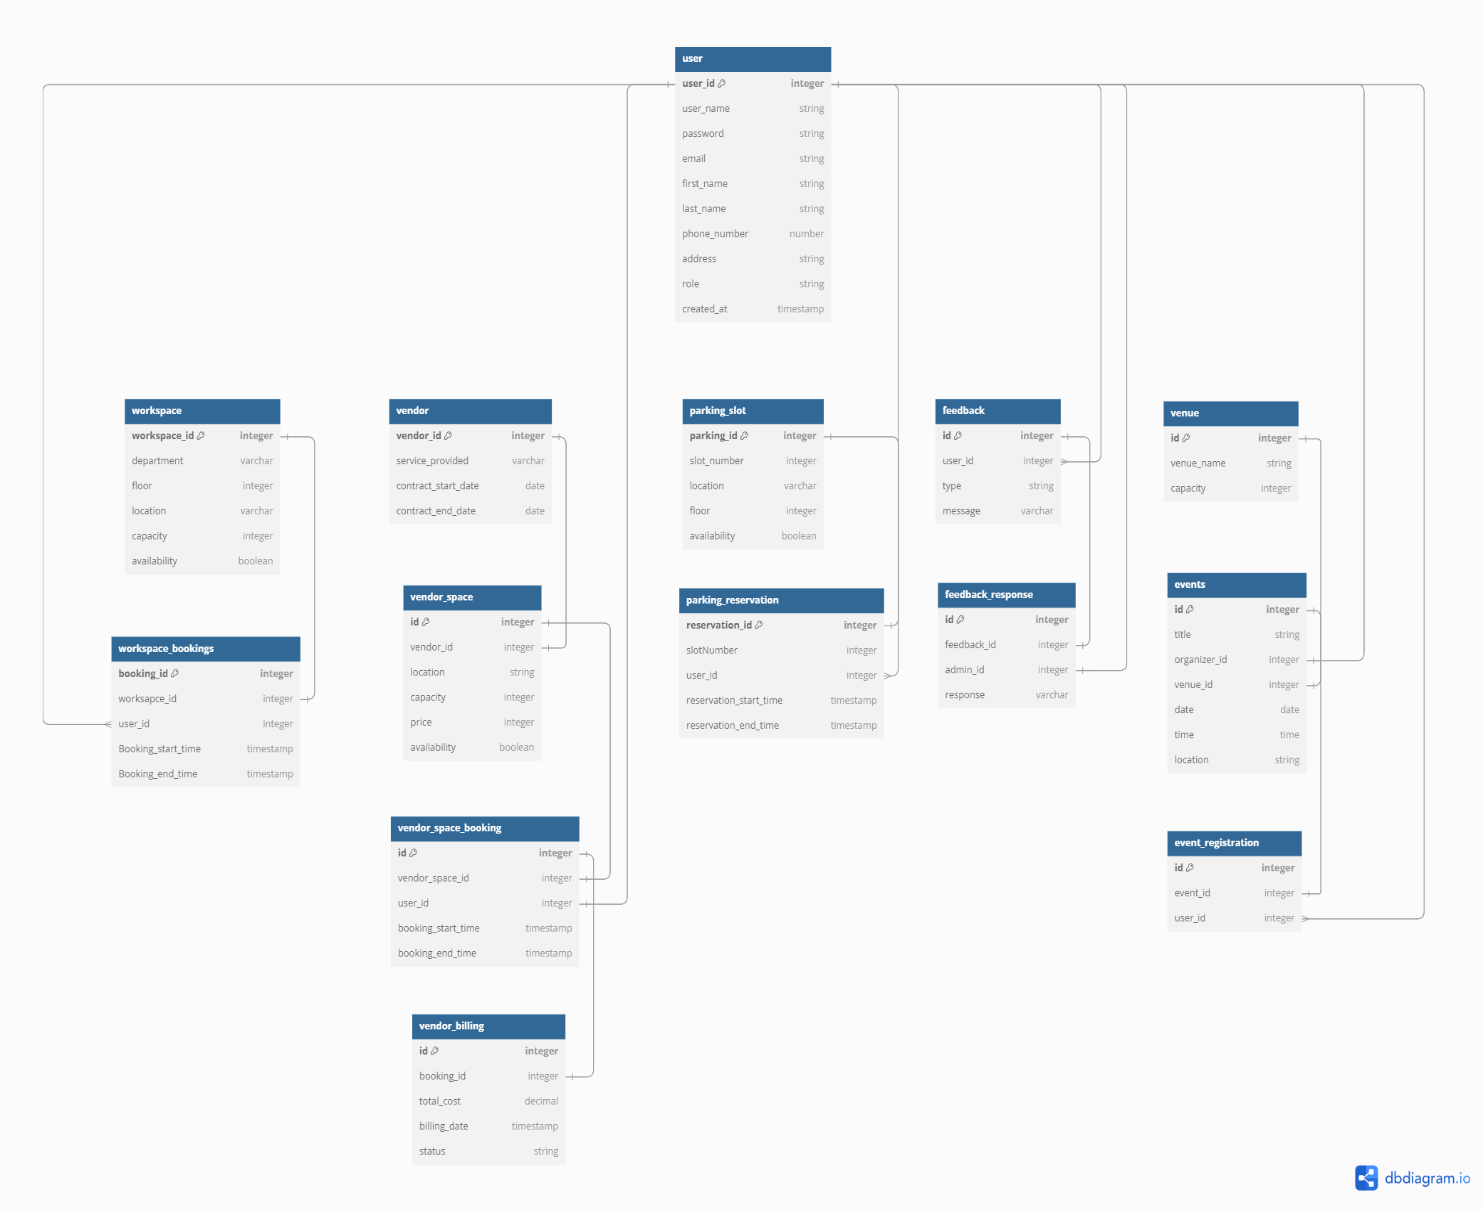 user
user_id integer
user_name string
password string
email string
first_name string
last_name string
phone_number number
address string
role string
created_at timestamp
workspace
workspace_id integer
department varchar
floor integer
location varchar
capacity integer
availability boolean
workspace_bookings
booking_id integer
worksapce_id integer
user_id integer
Booking_start_time timestamp
Booking_end_time timestamp
vendor
vendor_id integer
service_provided varchar
contract_start_date date
contract_end_date date
vendor_space
id integer
vendor_id integer
location string
capacity integer
price integer
availability boolean
vendor_space_booking
id integer
vendor_space_id integer
user_id integer
booking_start_time timestamp
booking_end_time timestamp
vendor_billing
id integer
booking_id integer
total_cost decimal
billing_date timestamp
status string
parking_slot
parking_id integer
slot_number integer
location varchar
floor integer
availability boolean
parking_reservation
reservation_id integer
slotNumber integer
user_id integer
reservation_start_time timestamp
reservation_end_time timestamp
feedback
id integer
user_id integer
type string
message varchar
feedback_response
id integer
feedback_id integer
admin_id integer
response varchar
venue
id integer
venue_name string
capacity integer
events
id integer
title string
organizer_id integer
venue_id integer
date date
time time
location string
event_registration
id integer
event_id integer
user_id integer
dbdiagram.io